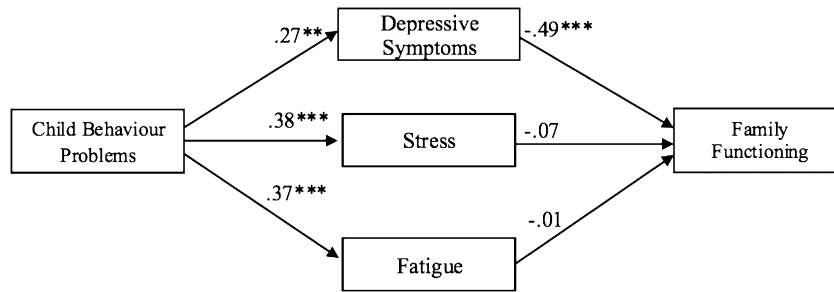 Depressive
Symptoms
.27**
-.49***
Child Behaviour
Problems
.38***
Stress
-.07
Family
Functioning
.37***
-.01
Fatigue